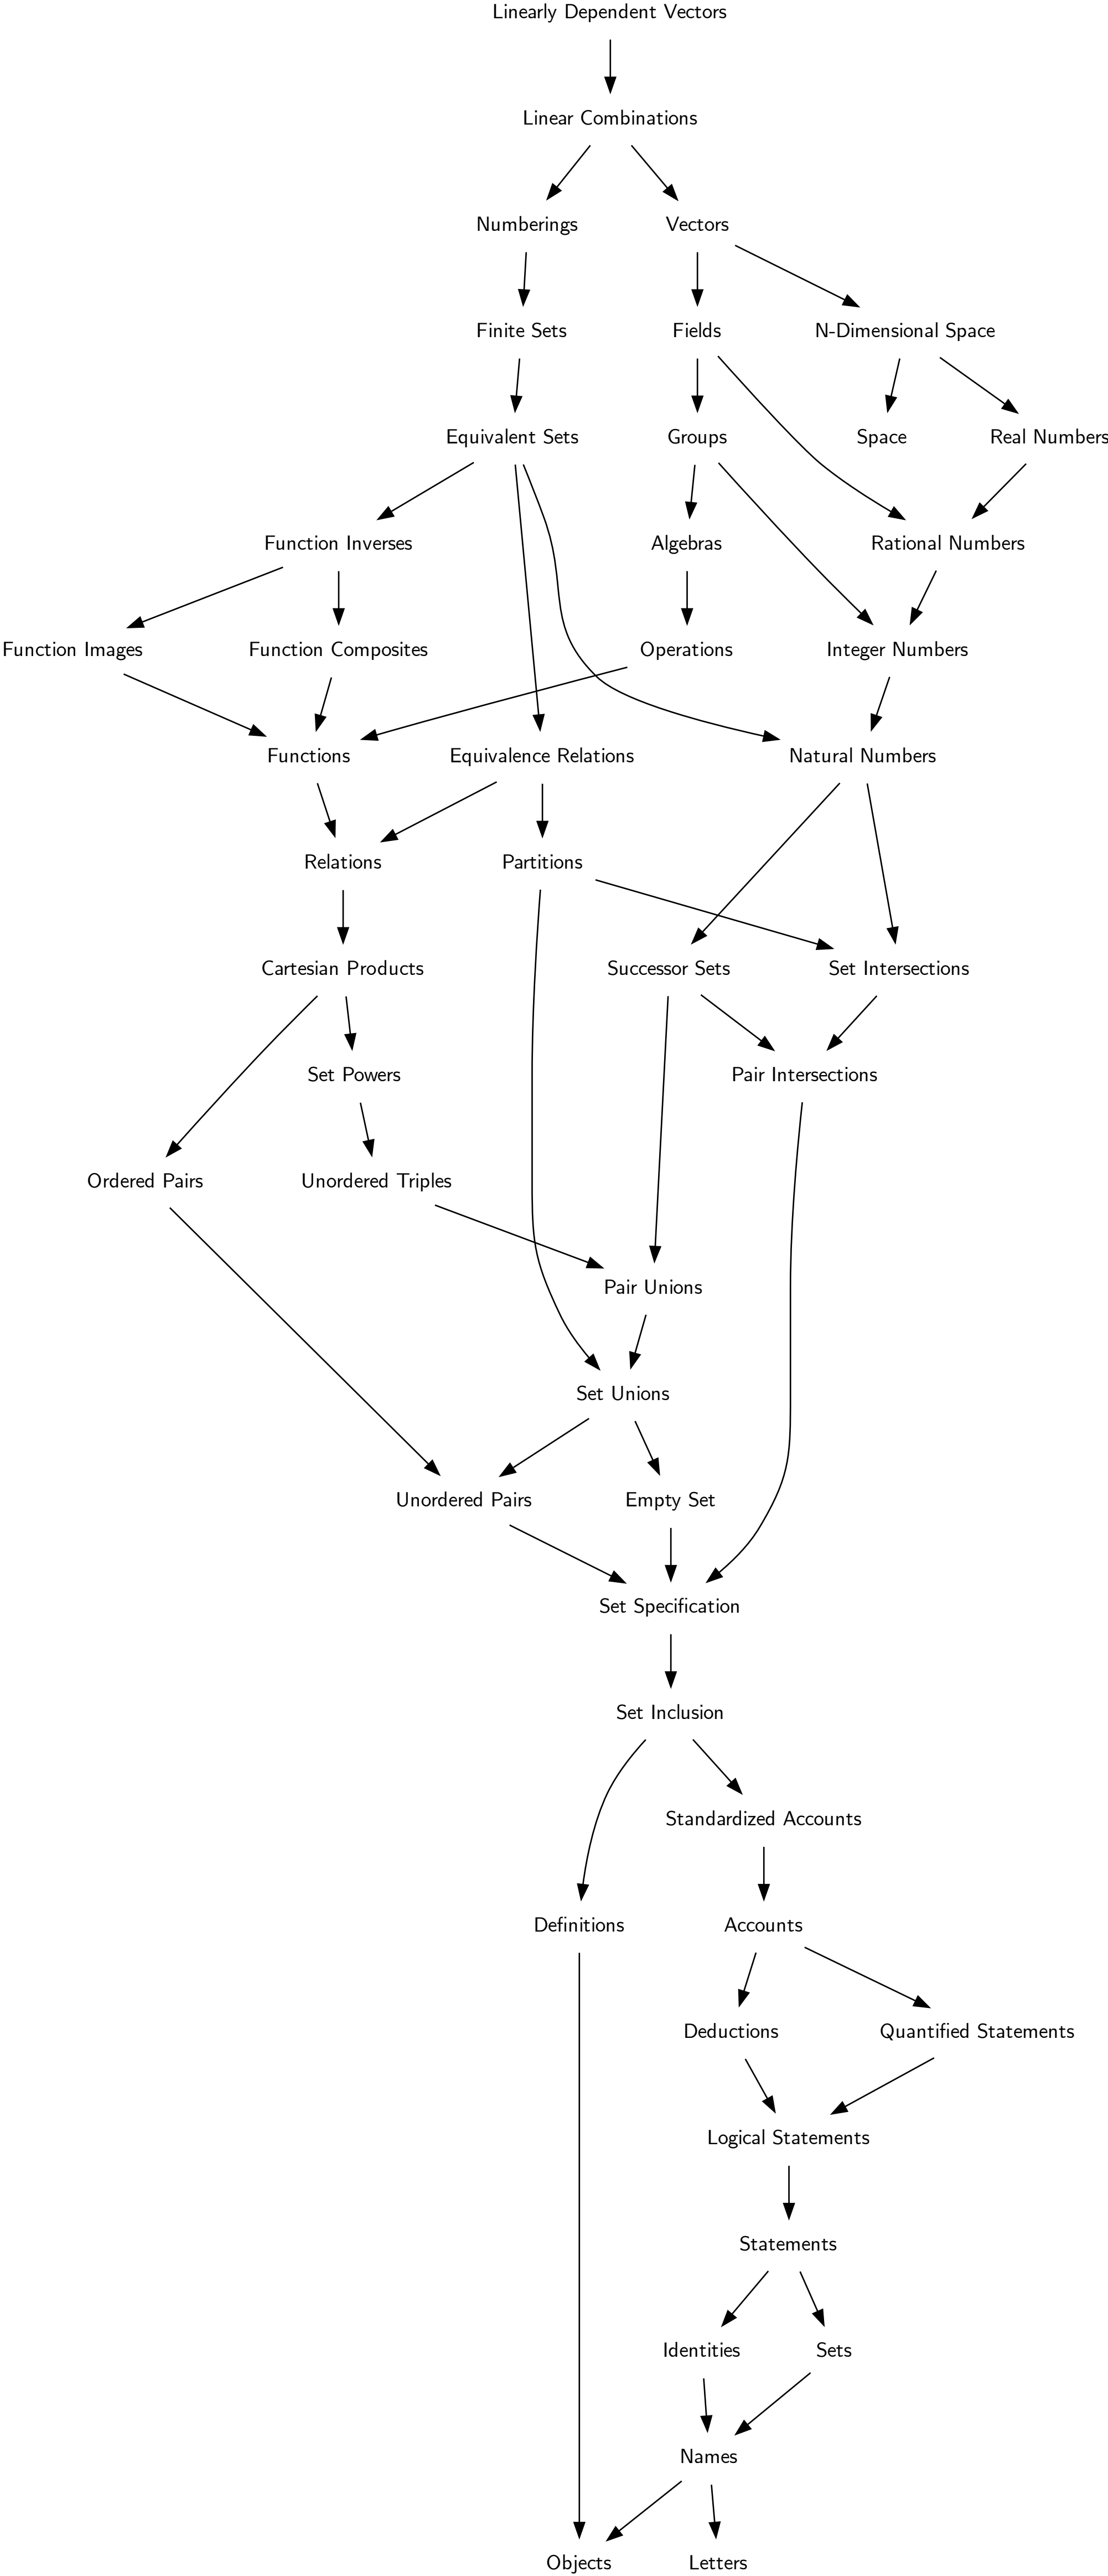 Linearly Dependent Vectors
Linear Combinations
Numberings
Vectors
Finite Sets
Fields
N-Dimensional Space
Equivalent Sets
Groups
Space
Real Numbers
Function Inverses
Algebras
Rational Numbers
Function Images
Function Composites
Operations
Integer Numbers
Functions
Equivalence Relations
Natural Numbers
Relations
Partitions
Cartesian Products
Successor Sets
Set Intersections
Set Powers
Pair Intersections
Ordered Pairs
Unordered Triples
Pair Unions
Set Unions
Unordered Pairs
Empty Set
Set Specification
Set Inclusion
Standardized Accounts
Definitions
Accounts
Deductions
Quantified Statements
Logical Statements
Statements
Identities
Sets
Names
Objects
Letters